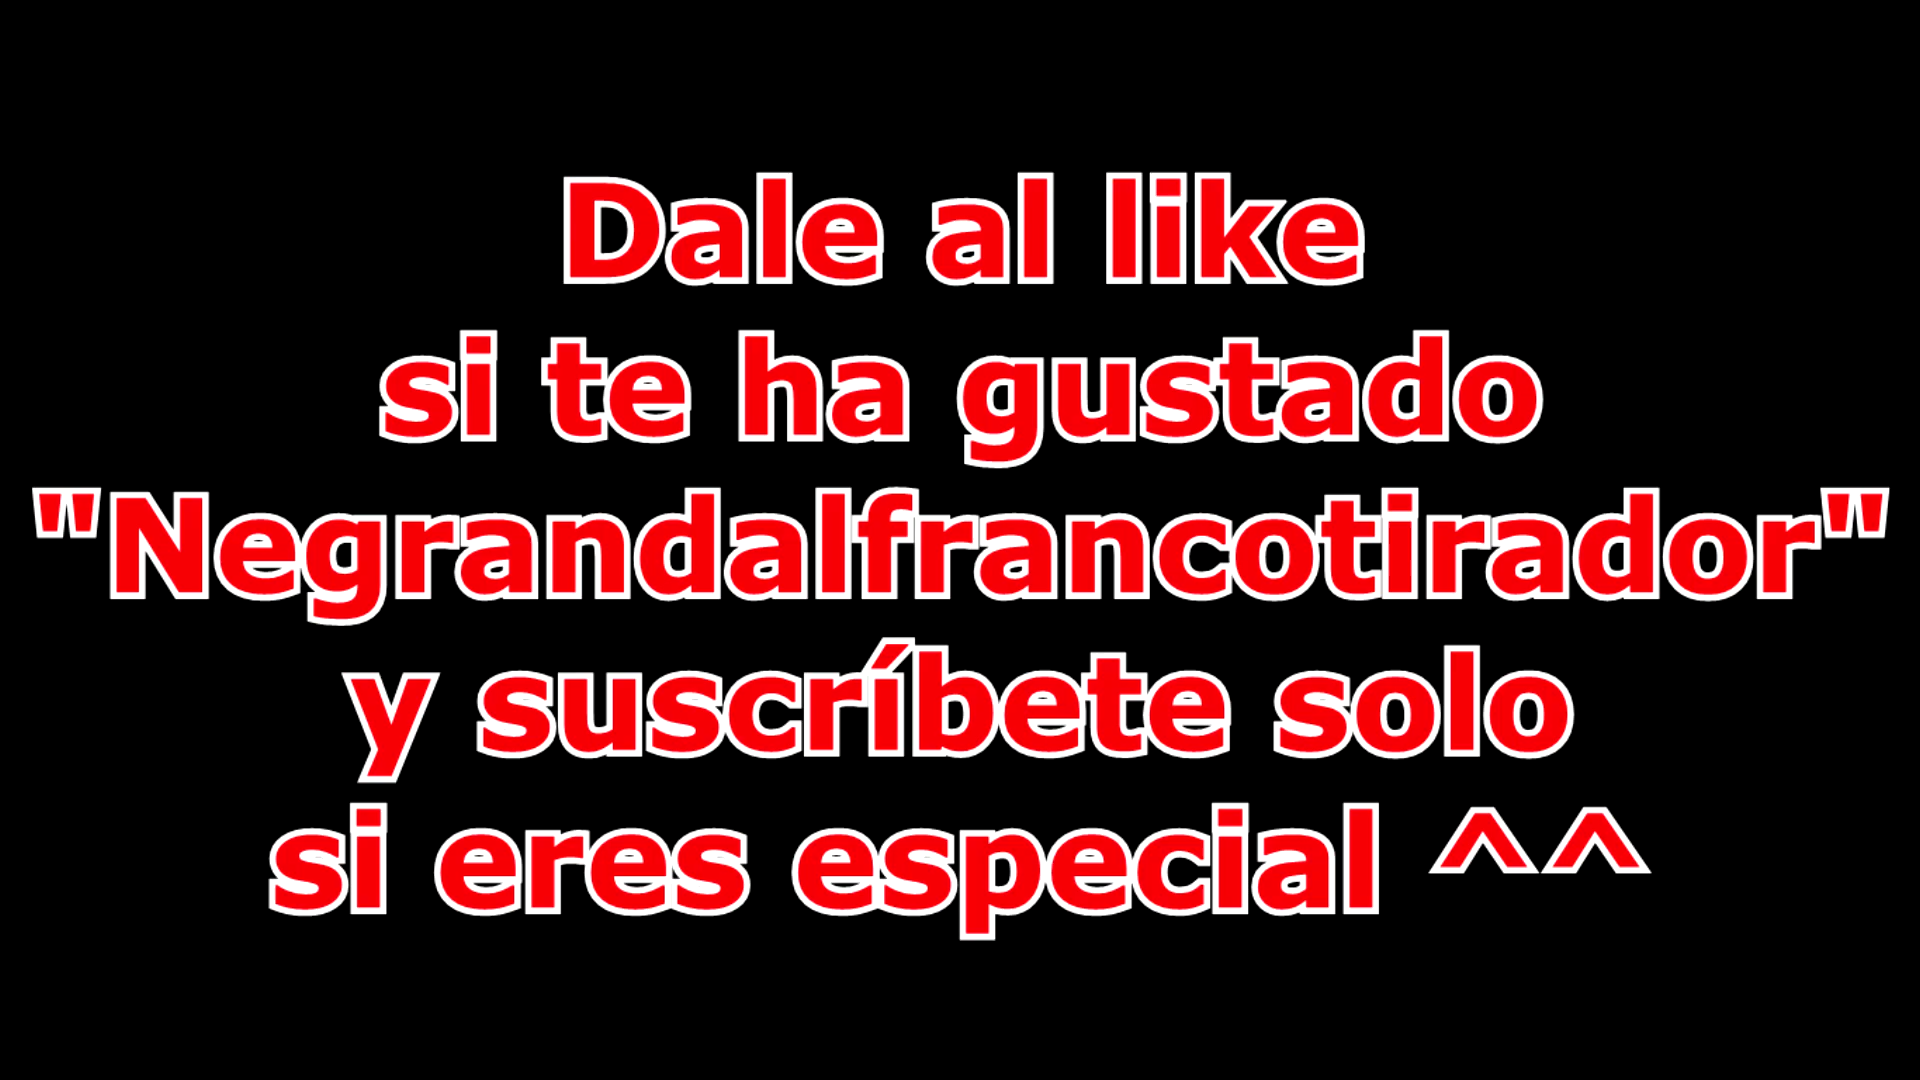 Dale al like
si te ha gustado
"Negrandalfrancotirador"
y suscríbete solo
si eres especial ^^